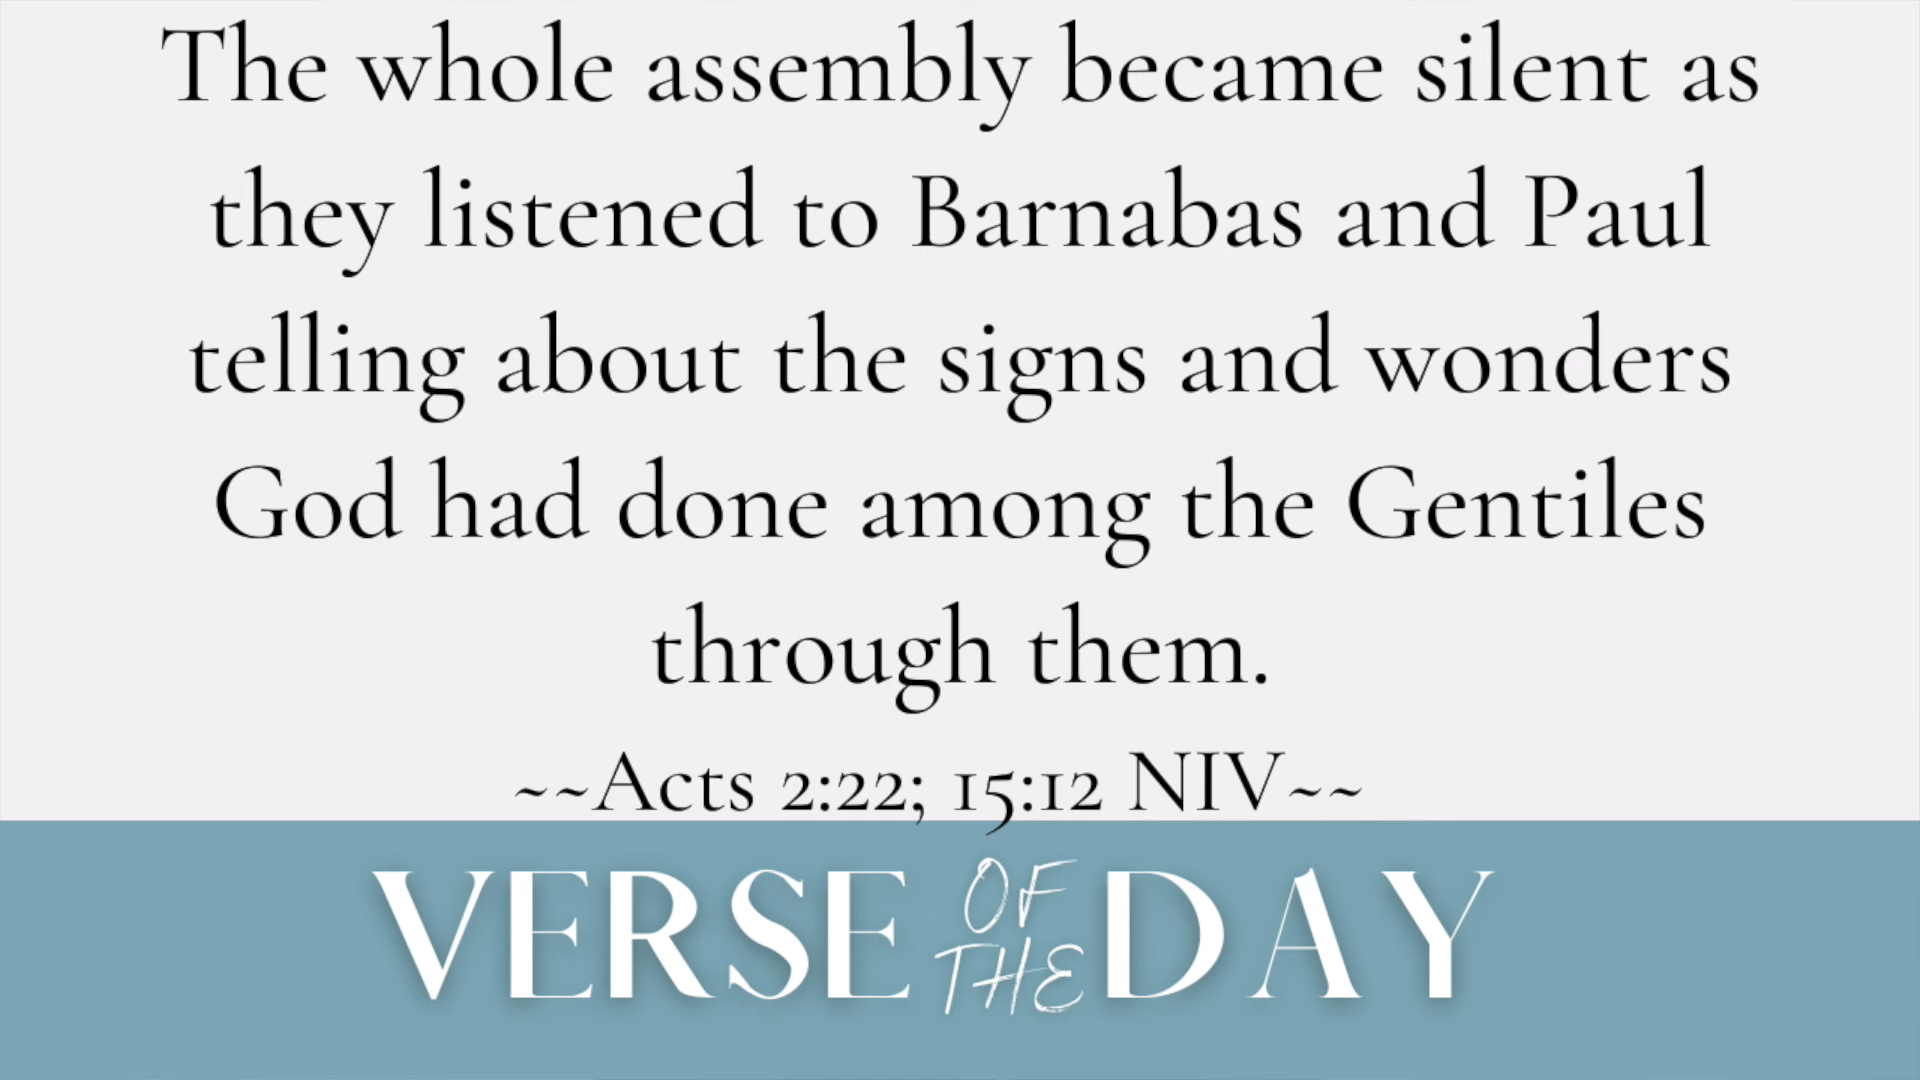 The whole assembly became silent as
they listened to Barnabas and Paul
telling about the signs and wonders
God had done among the Gentiles
through them.
~~Acts 2:22; 15:12 NIV~~
VERSE OF THE DAY